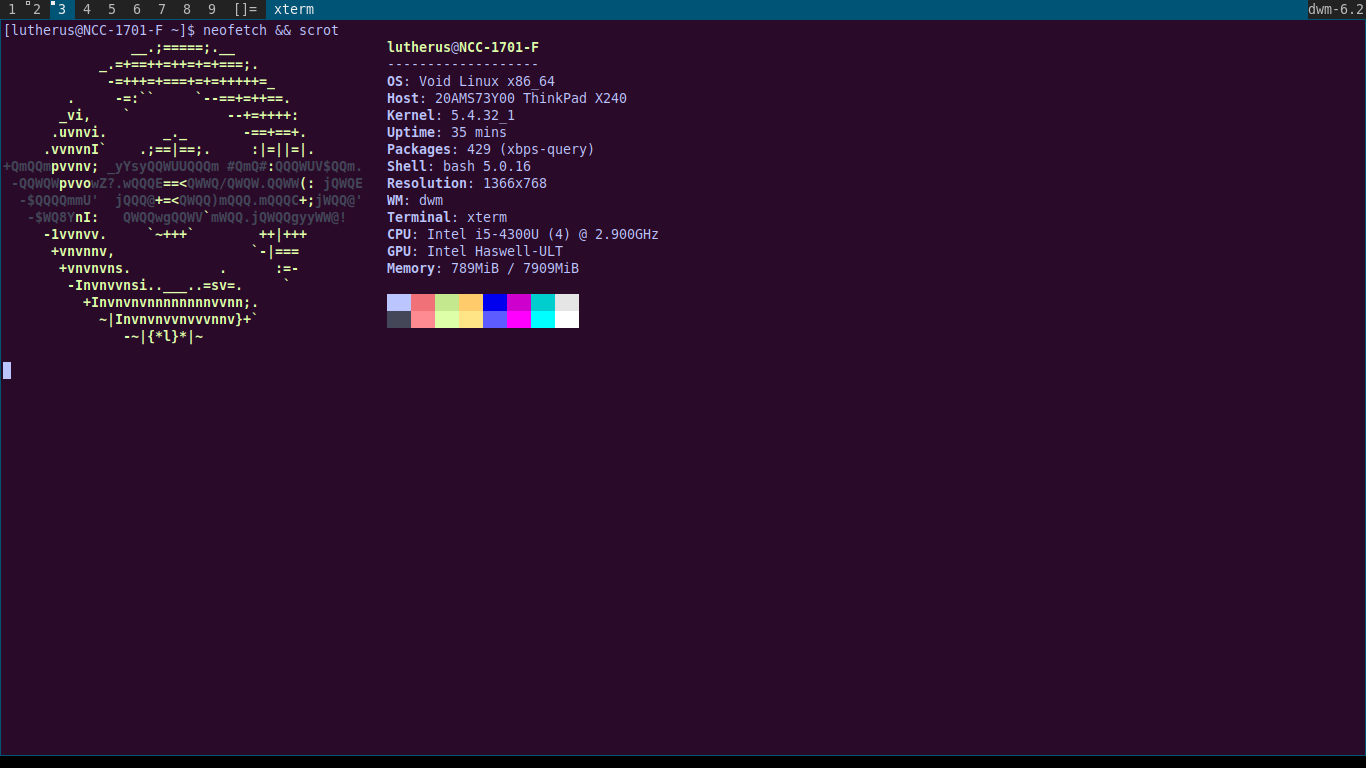 1 2 3 4 5 6 7 8 9 []= xterm dwm-6.2
[lutherus@NCC-1701-F ~]$ neofetch && scrot
                __.;=====;.__                   lutherus@NCC-1701-F
            _.=+==++=++=+=+===;.                -------------------
             -=+++=+===+=+=+++++=_              OS: Void Linux x86_64
        .     -=:``     `--==+=++==.            Host: 20AMS73Y00 ThinkPad X240
       _vi,    `            --+=++++:           Kernel: 5.4.32_1
      .uvnvi.       _._       -==+==+.          Uptime: 35 mins
     .vvnvnI`    .;==|==;.     :|=||=|.         Packages: 429 (xbps-query)
+QmQQmpvvnv; _yYsyQQWUUQQQm #QmQ#:QQQWUV$QQm.   Shell: bash 5.0.16
 -QQWQWpvvowZ?.wQQQE==<QWWQ/QWQW.QQWW(: jQWQE   Resolution: 1366x768
  -$QQQQmmU'  jQQQ@+=<QWQQ)mQQQ.mQQQC+;jWQQ@'   WM: dwm
   -$WQ8YnI:   QWQQwgQQWV`mWQQ.jQWQQgyyWW@!     Terminal: xterm
     -1vvnvv.     `~+++`        ++|+++          CPU: Intel i5-4300U (4) @ 2.900GHz
      +vnvnnv,                 `-|===           GPU: Intel Haswell-ULT
       +vnvnvns.           .      :=-           Memory: 789MiB / 7909MiB
        -Invnvvnsi..___..=sv=.     `
          +Invnvnvnnnnnnnnvvnn;.
            ~|Invnvnvvnvvvnnv}+`
               -~|{*l}*|~